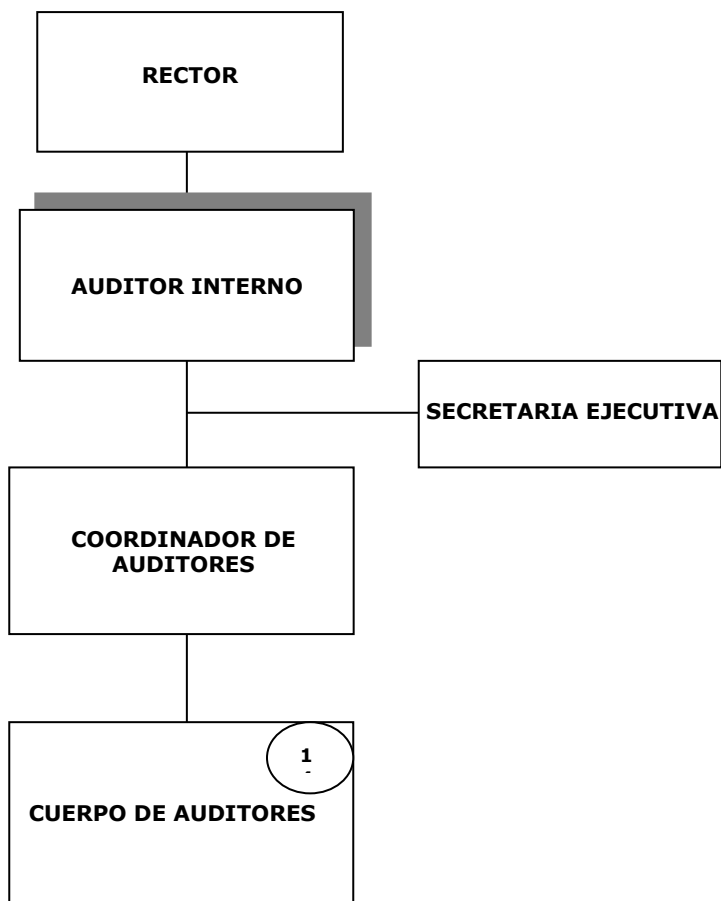 RECTOR
AUDITOR INTERNO
SECRETARIA EJECUTIVA
COORDINADOR DE
AUDITORES
1
CUERPO DE AUDITORES